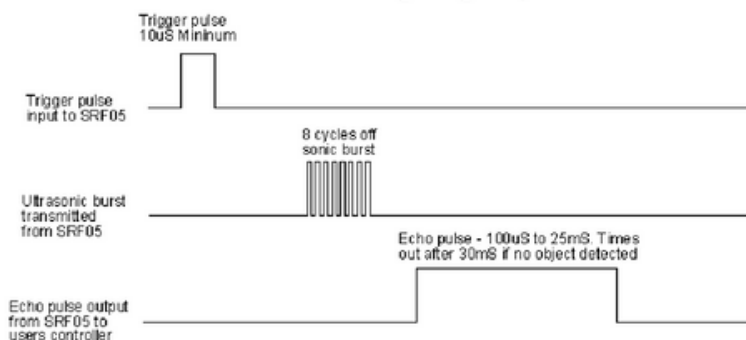 Trigger pulse
10uS Mininum
Trigger pulse
input to SRF05
8 cycles off
sonic burst
Ultrasonic burst
transmitted
from SRF05
Echo pulse - 100uS to 25mS. Times
out after 30mS if no object detected
Echo pulse output
from SRF05 to
users controller